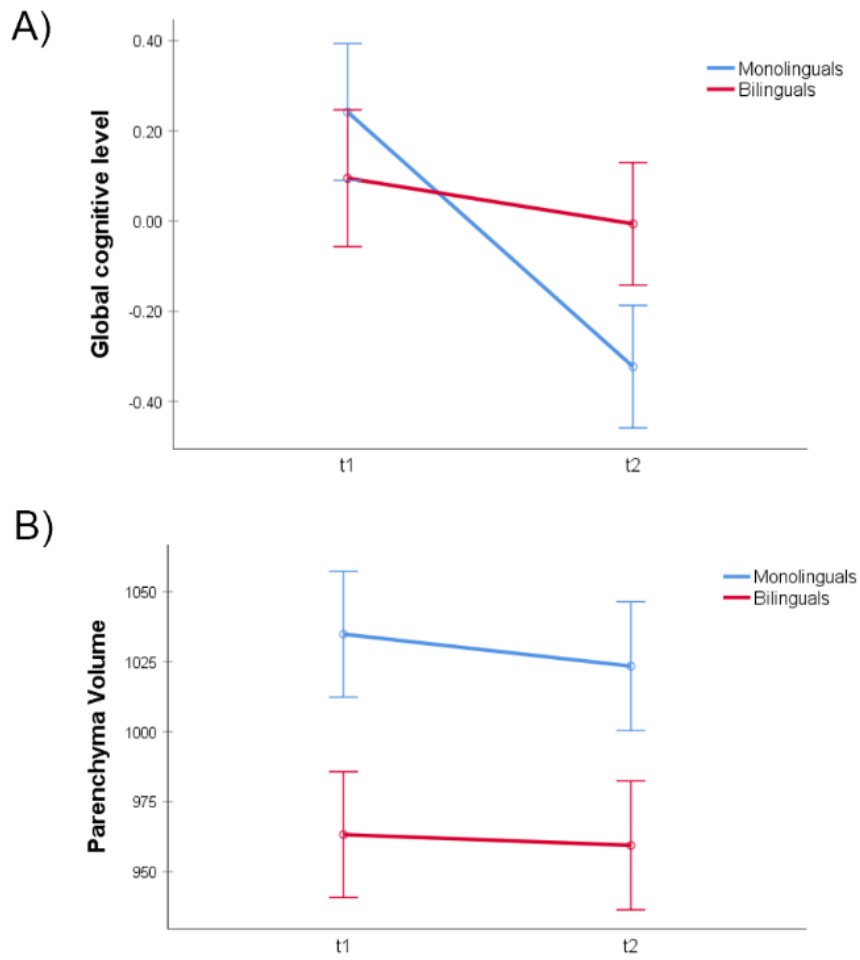 A)
Global cognitive level
0.40
0.20
0.00
-0.20
-0.40
t1 t2
Monolinguals
Bilinguals
B)
Parenchyma Volume
1050
1025
1000
975
950
t1 t2
Monolinguals
Bilinguals